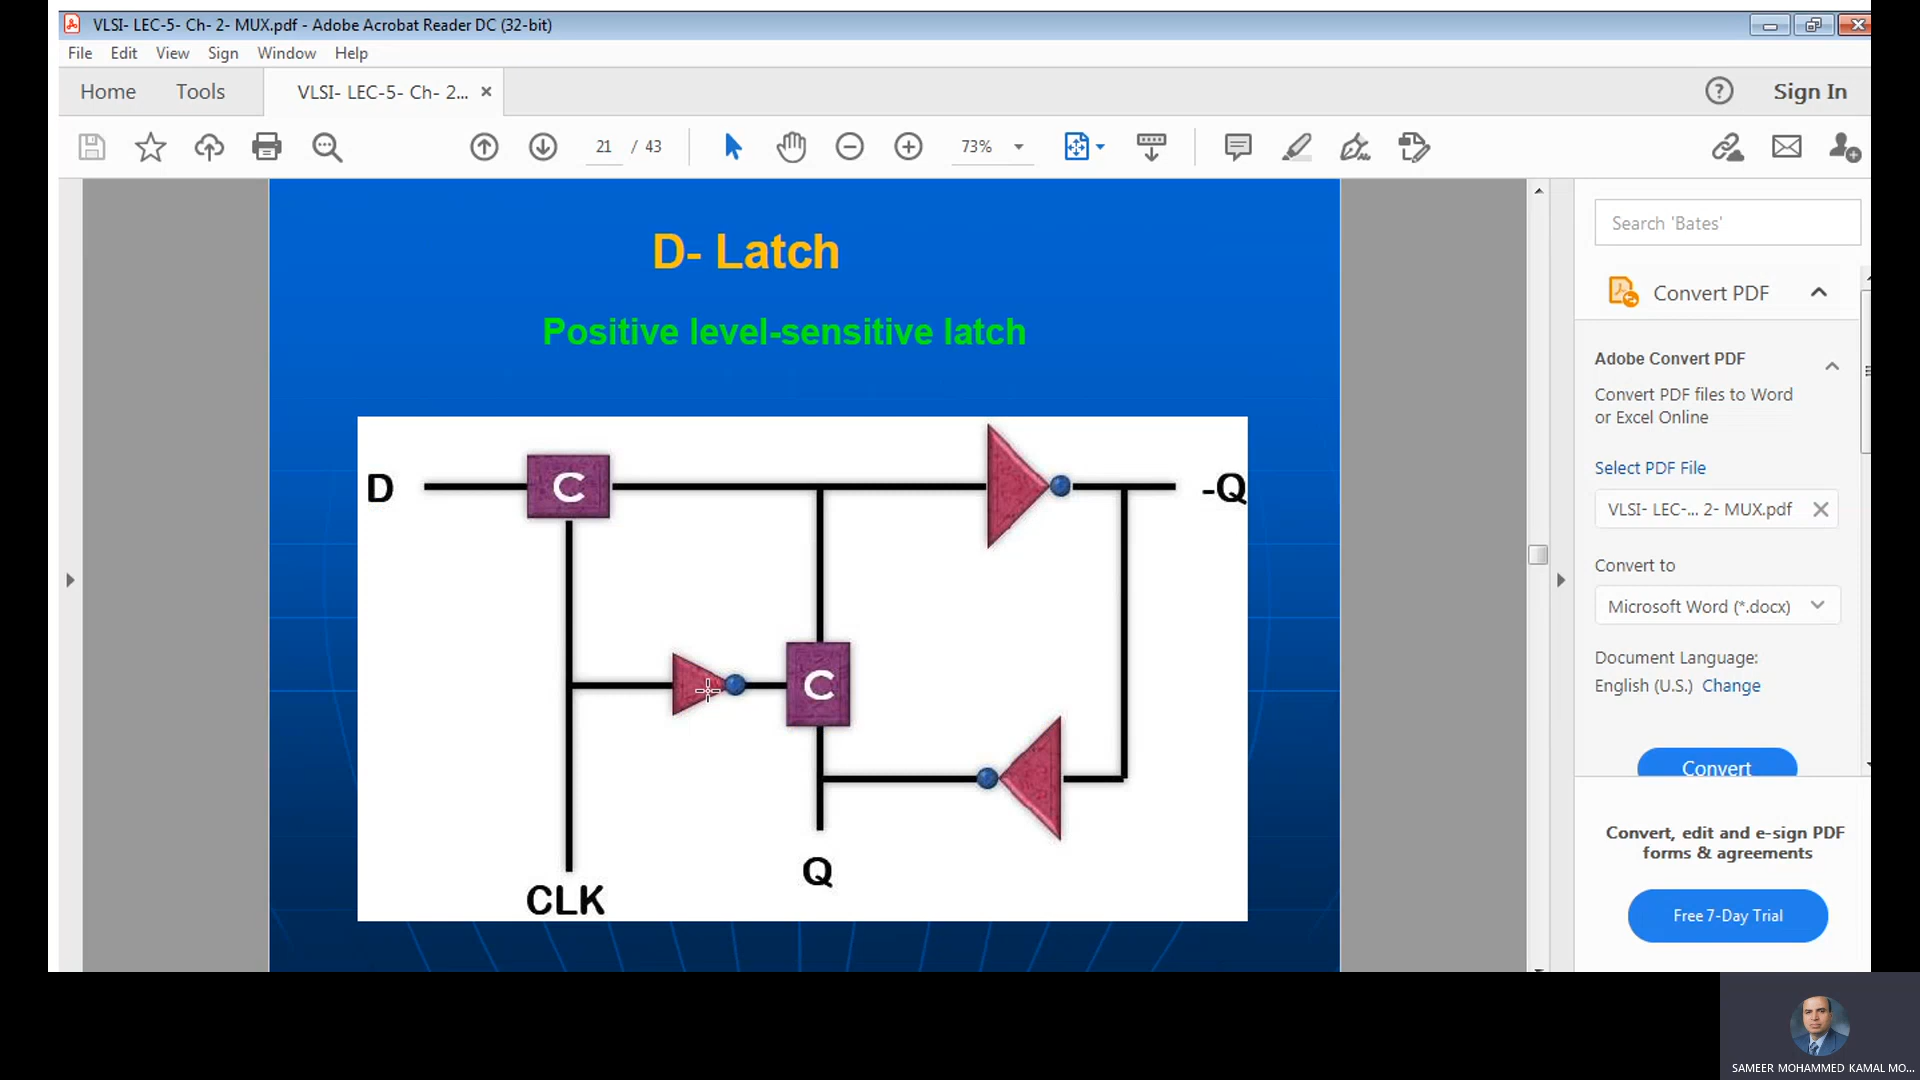 VLSI- LEC-5- Ch- 2- MUX.pdf - Adobe Acrobat Reader DC (32-bit)
File Edit View Sign Window Help
Home Tools VLSI- LEC-5- Ch- 2... Sign In
21 / 43 73%
D- Latch
Positive level-sensitive latch
D C -Q
C
Q
CLK
Search 'Bates'
Convert PDF
Adobe Convert PDF
Convert PDF files to Word
or Excel Online
Select PDF File
VLSI- LEC-... 2- MUX.pdf
Convert to
Microsoft Word (*.docx)
Document Language:
English (U.S.) Change
Convert
Convert, edit and e-sign PDF
forms & agreements
Free 7-Day Trial
SAMEER MOHAMMED KAMAL MO...